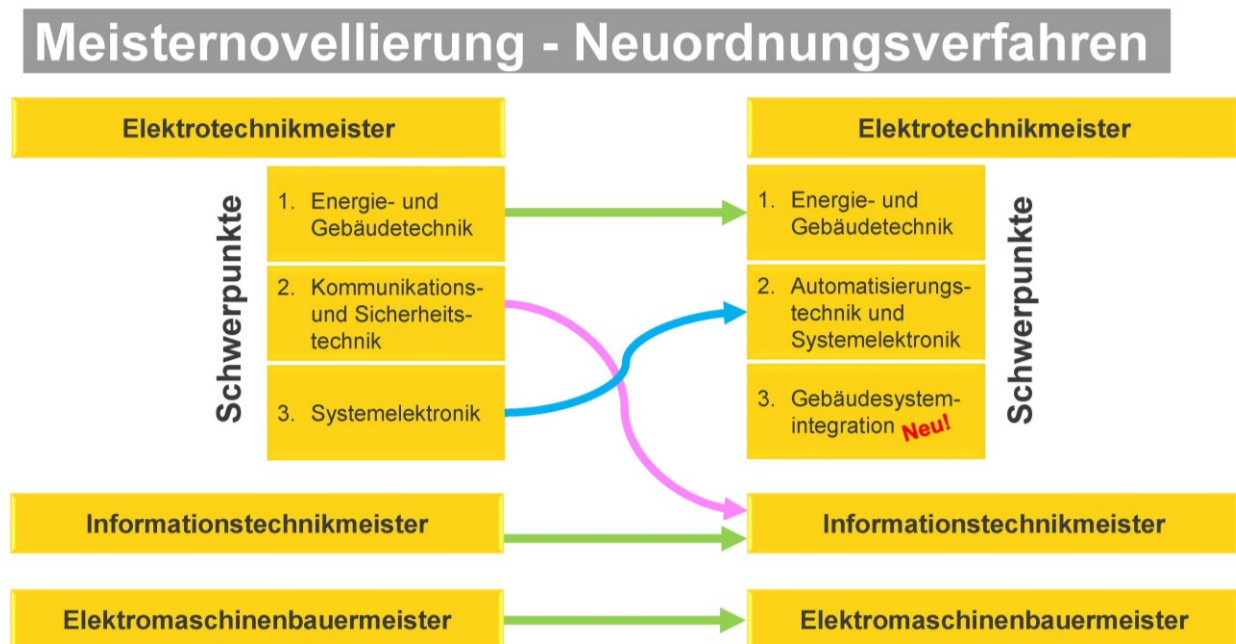 Meisternovellierung - Neuordnungsverfahren
Elektrotechnikmeister
Schwerpunkte
1. Energie- und
Gebäudetechnik
2. Kommunikations-
und Sicherheits-
technik
3. Systemelektronik
Informationstechnikmeister
Elektromaschinenbauermeister
Elektrotechnikmeister
1. Energie- und
Gebäudetechnik
2. Automatisierungs-
technik und
Systemelektronik
3. Gebäudesystem-
integration Neu!
Schwerpunkte
Informationstechnikmeister
Elektromaschinenbauermeister